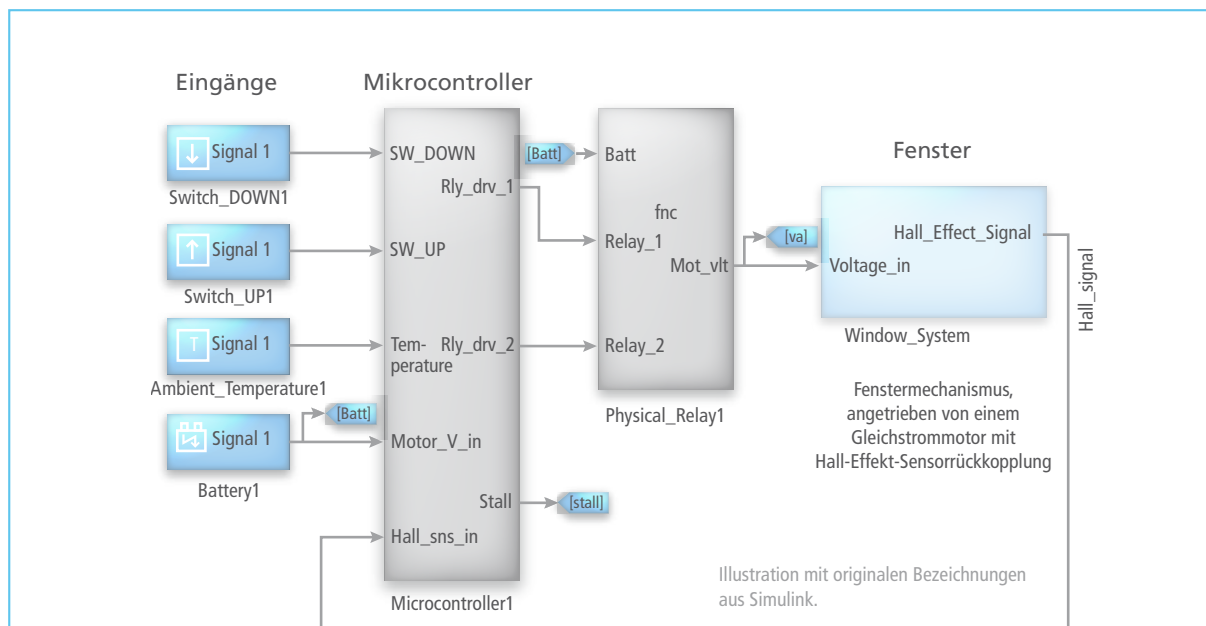 Eingänge
Mikrocontroller
Fenster
Signal 1
Switch_DOWN1
Signal 1
Switch_UP1
T
Signal 1
Ambient_Temperature1
[Batt]
Signal 1
Battery1
SW_DOWN
Rly_drv_1
SW_UP
Tem-
perature
Rly_drv_2
Motor_V_in
Stall
Hall_sns_in
Microcontroller1
[stall]
[Batt]
Batt
fnc
Relay_1
Mot_vlt
Relay_2
Physical_Relay1
[va]
Hall_Effect_Signal
Voltage_in
Window_System
Hall_signal
Fenstermechanismus,
angetrieben von einem
Gleichstrommotor mit
Hall-Effekt-Sensorrückkopplung
Illustration mit originalen Bezeichnungen
aus Simulink.